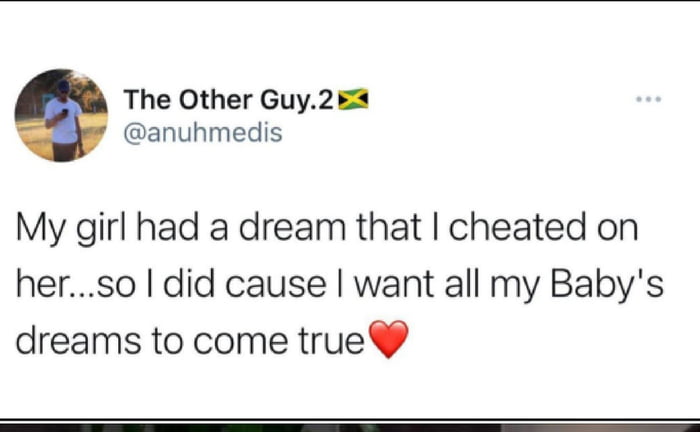 The Other Guy.2🇯🇲
@anuhmedis
My girl had a dream that I cheated on
her...so I did cause I want all my Baby's
dreams to come true❤️